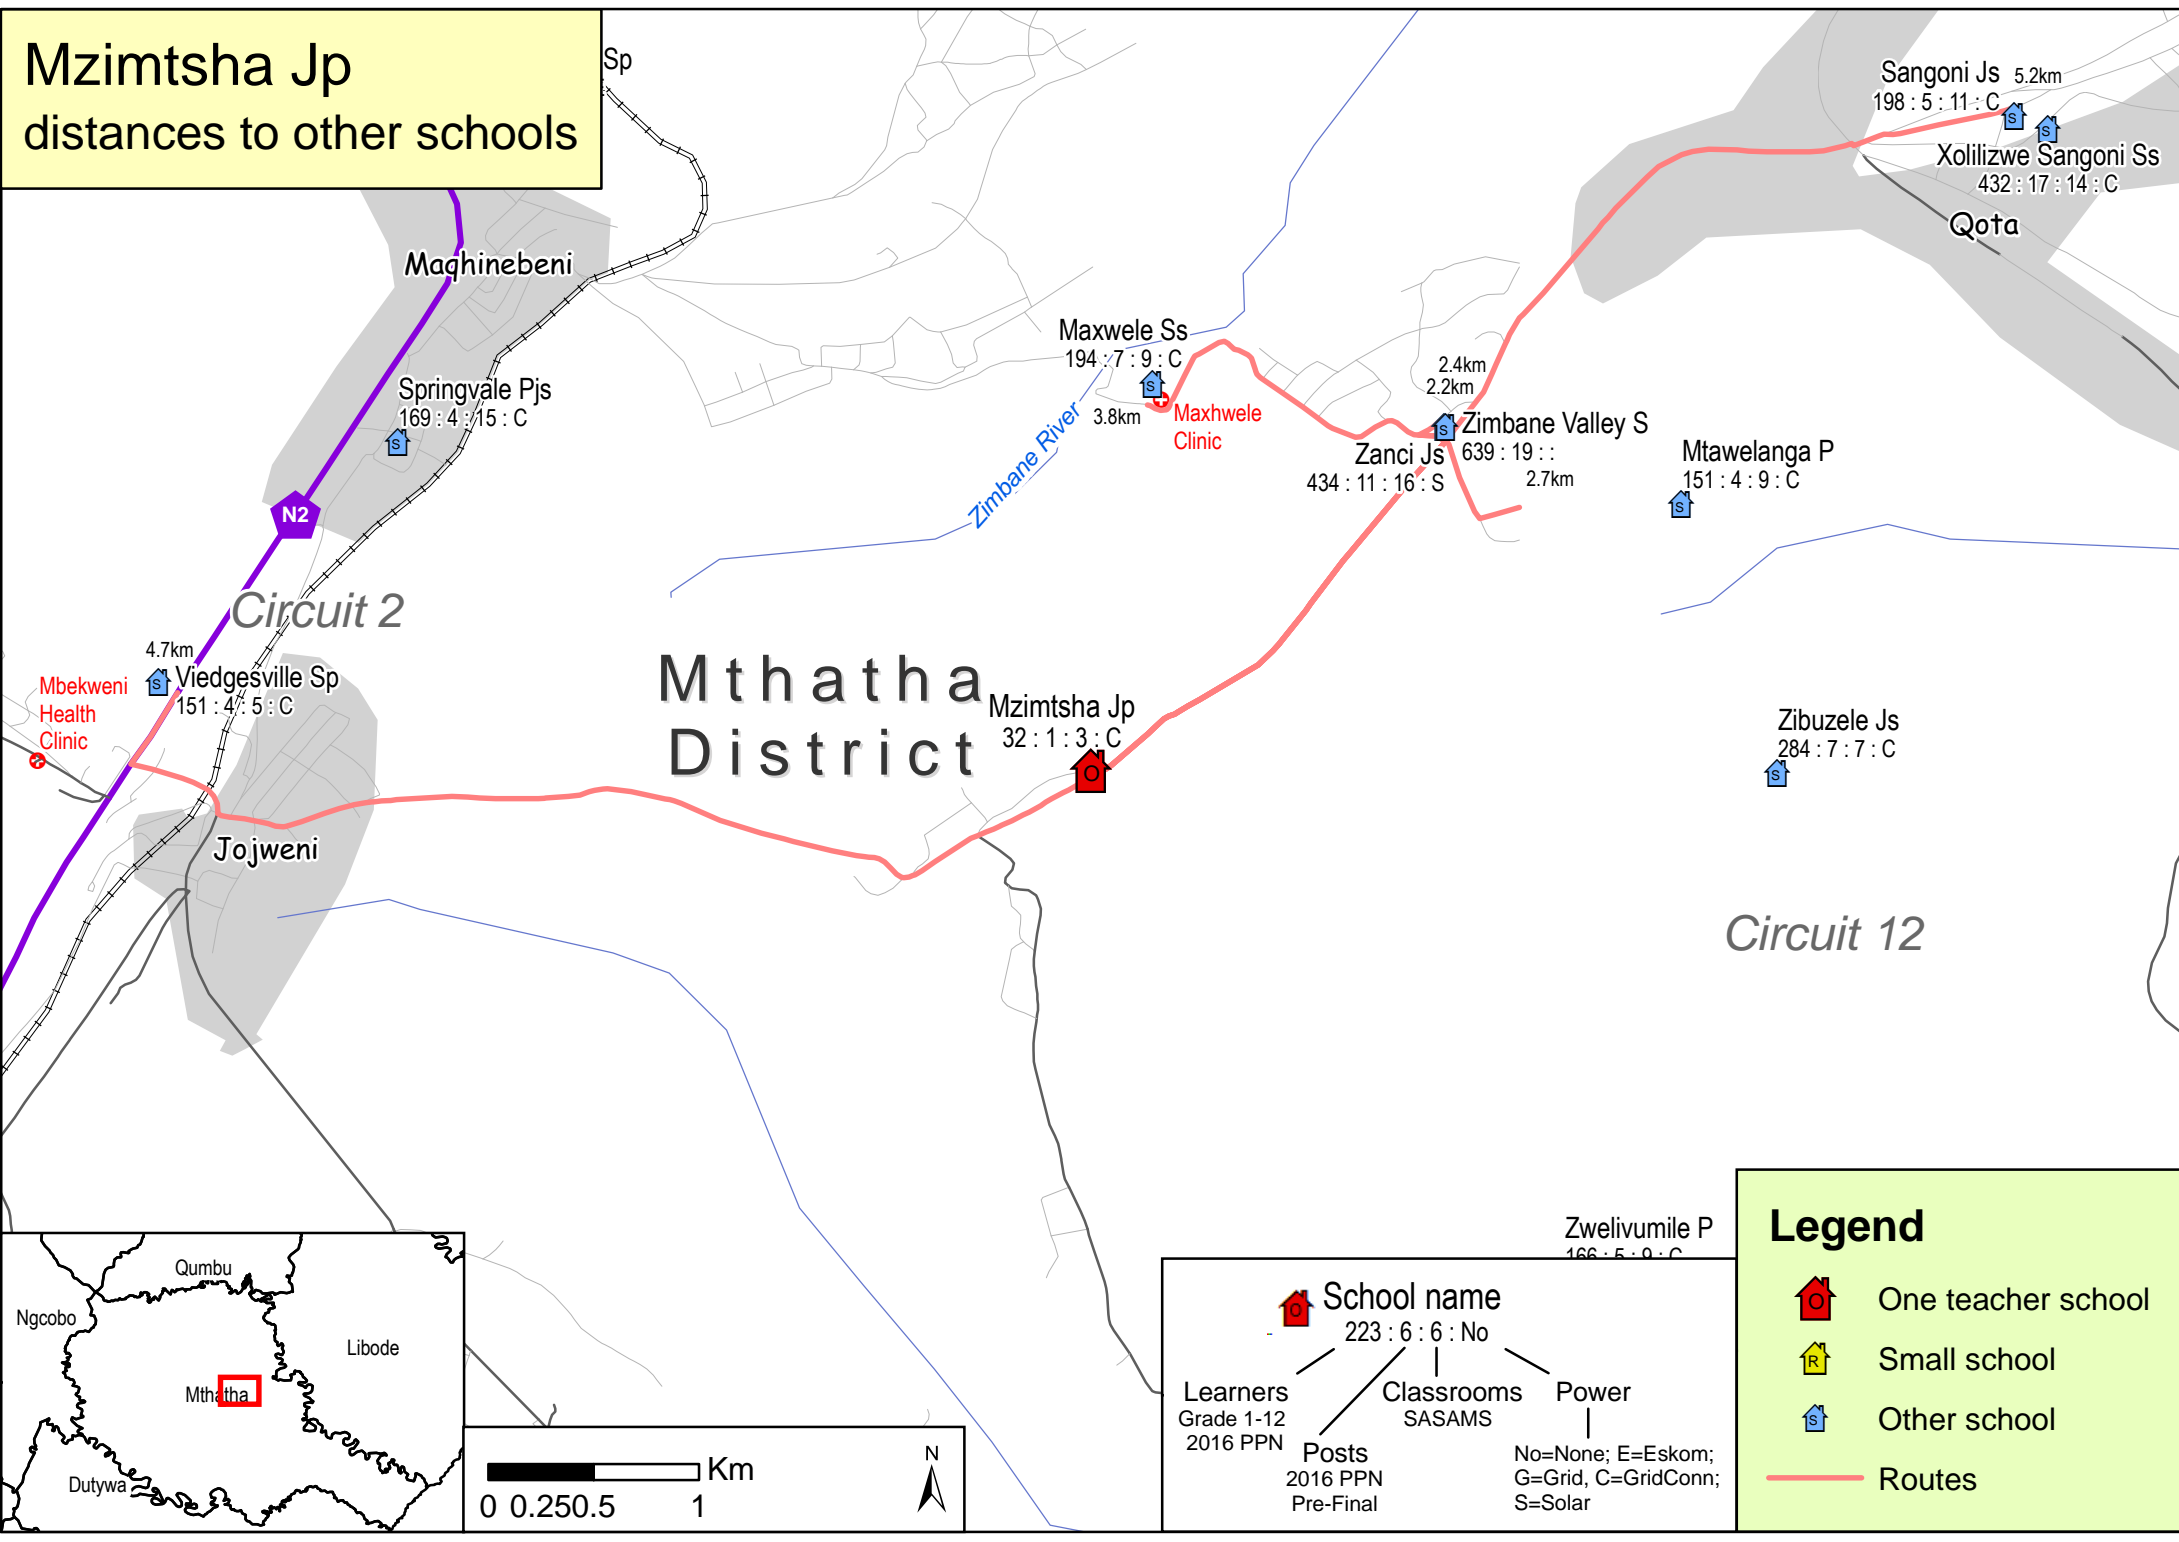 Mzimtsha Jp
distances to other schools
Sp
Sangoni Js 5.2km
198 : 5 : 11 : C
Xolilizwe Sangoni Ss
432 : 17 : 14 : C
Qota
Maqhinebeni
Springvale Pjs
169 : 4 : 15 : C
N2
Circuit 2
Maxwele Ss
194 : 7 : 9 : C
3.8km
Maxhwele
Clinic
Zimbane River
2.4km
2.2km
Zimbane Valley S
639 : 19 : :
Zanci Js
434 : 11 : 16 : S
2.7km
Mtawelanga P
151 : 4 : 9 : C
4.7km
Viedgesville Sp
151 : 4 : 5 : C
Mbekweni
Health
Clinic
Mthatha
District
Mzimtsha Jp
32 : 1 : 3 : C
O
Zibuzele Js
284 : 7 : 7 : C
Jojweni
Circuit 12
Zwelivumile P
166 : 5 : 9 : C
Qumbu
Ngcobo
Libode
Mthatha
Dutywa
Km
0 0.25 0.5 1
N
School name
223 : 6 : 6 : No
Learners
Grade 1-12
2016 PPN
Posts
2016 PPN
Pre-Final
Classrooms
SASAMS
Power
No=None; E=Eskom;
G=Grid, C=GridConn;
S=Solar
Legend
O One teacher school
R Small school
S Other school
Routes